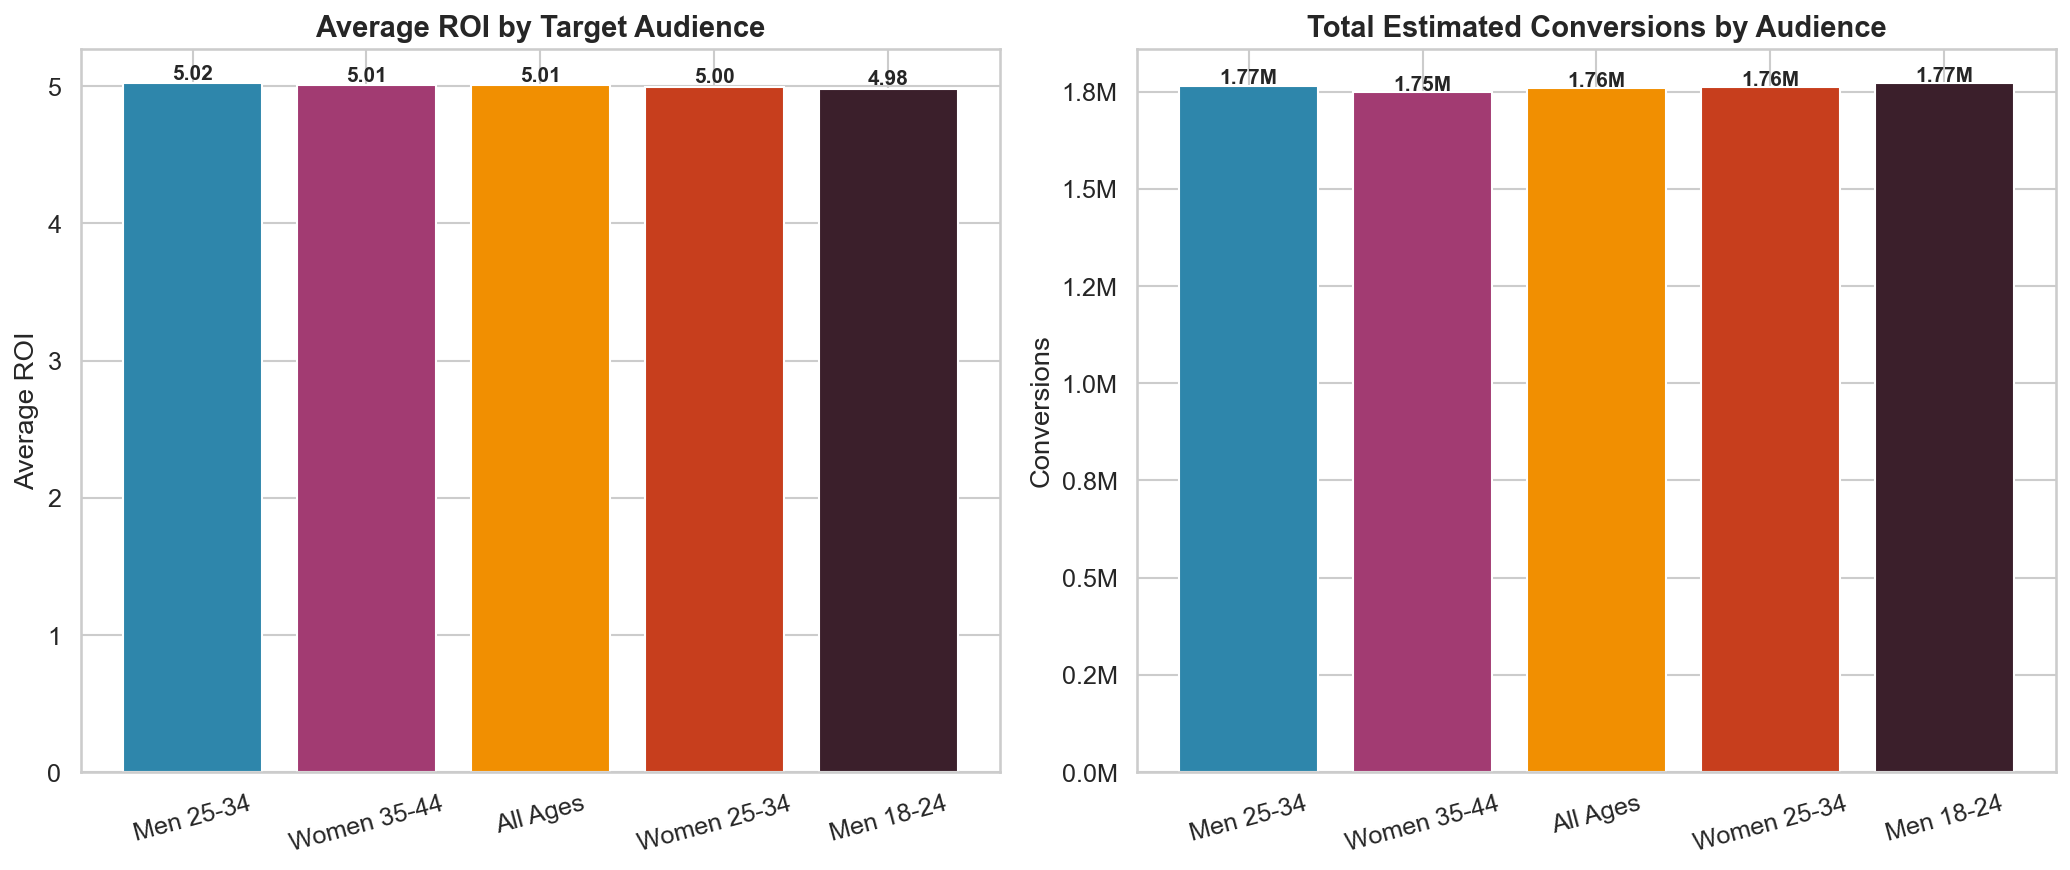 Average ROI by Target Audience
5.02
5.01
5.01
5.00
4.98
5
4
3
2
1
0
Average ROI
Men 25-34
Women 35-44
All Ages
Women 25-34
Men 18-24
Total Estimated Conversions by Audience
1.77M
1.75M
1.76M
1.76M
1.77M
1.8M
1.5M
1.2M
1.0M
0.8M
0.5M
0.2M
0.0M
Conversions
Men 25-34
Women 35-44
All Ages
Women 25-34
Men 18-24